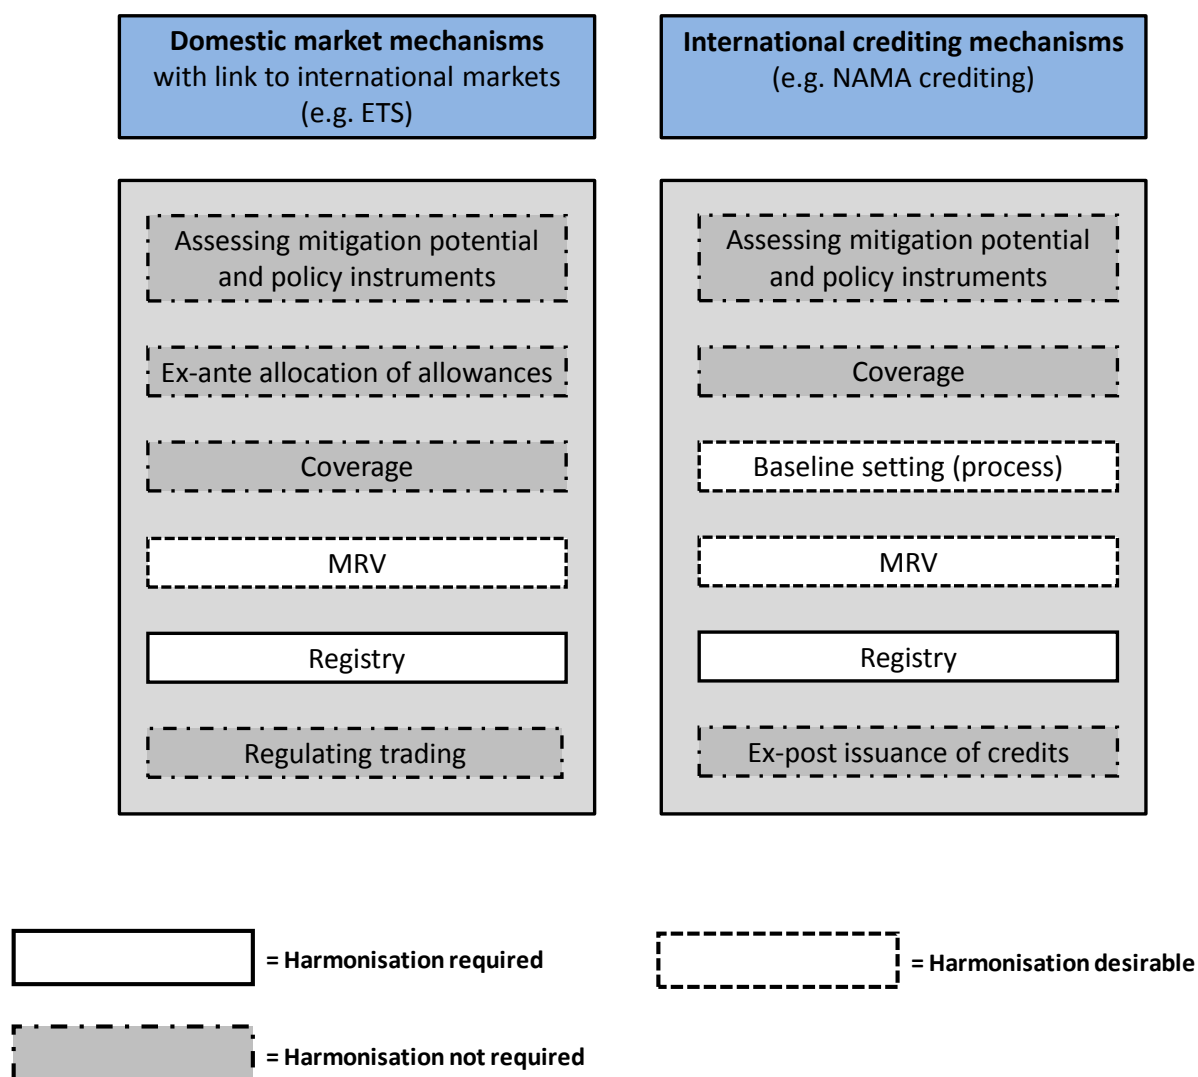 Domestic market mechanisms
with link to international markets
(e.g. ETS)
International crediting mechanisms
(e.g. NAMA crediting)
Assessing mitigation potential
and policy instruments
Ex-ante allocation of allowances
Coverage
MRV
Registry
Regulating trading
Assessing mitigation potential
and policy instruments
Coverage
Baseline setting (process)
MRV
Registry
Ex-post issuance of credits
= Harmonisation required
= Harmonisation desirable
= Harmonisation not required